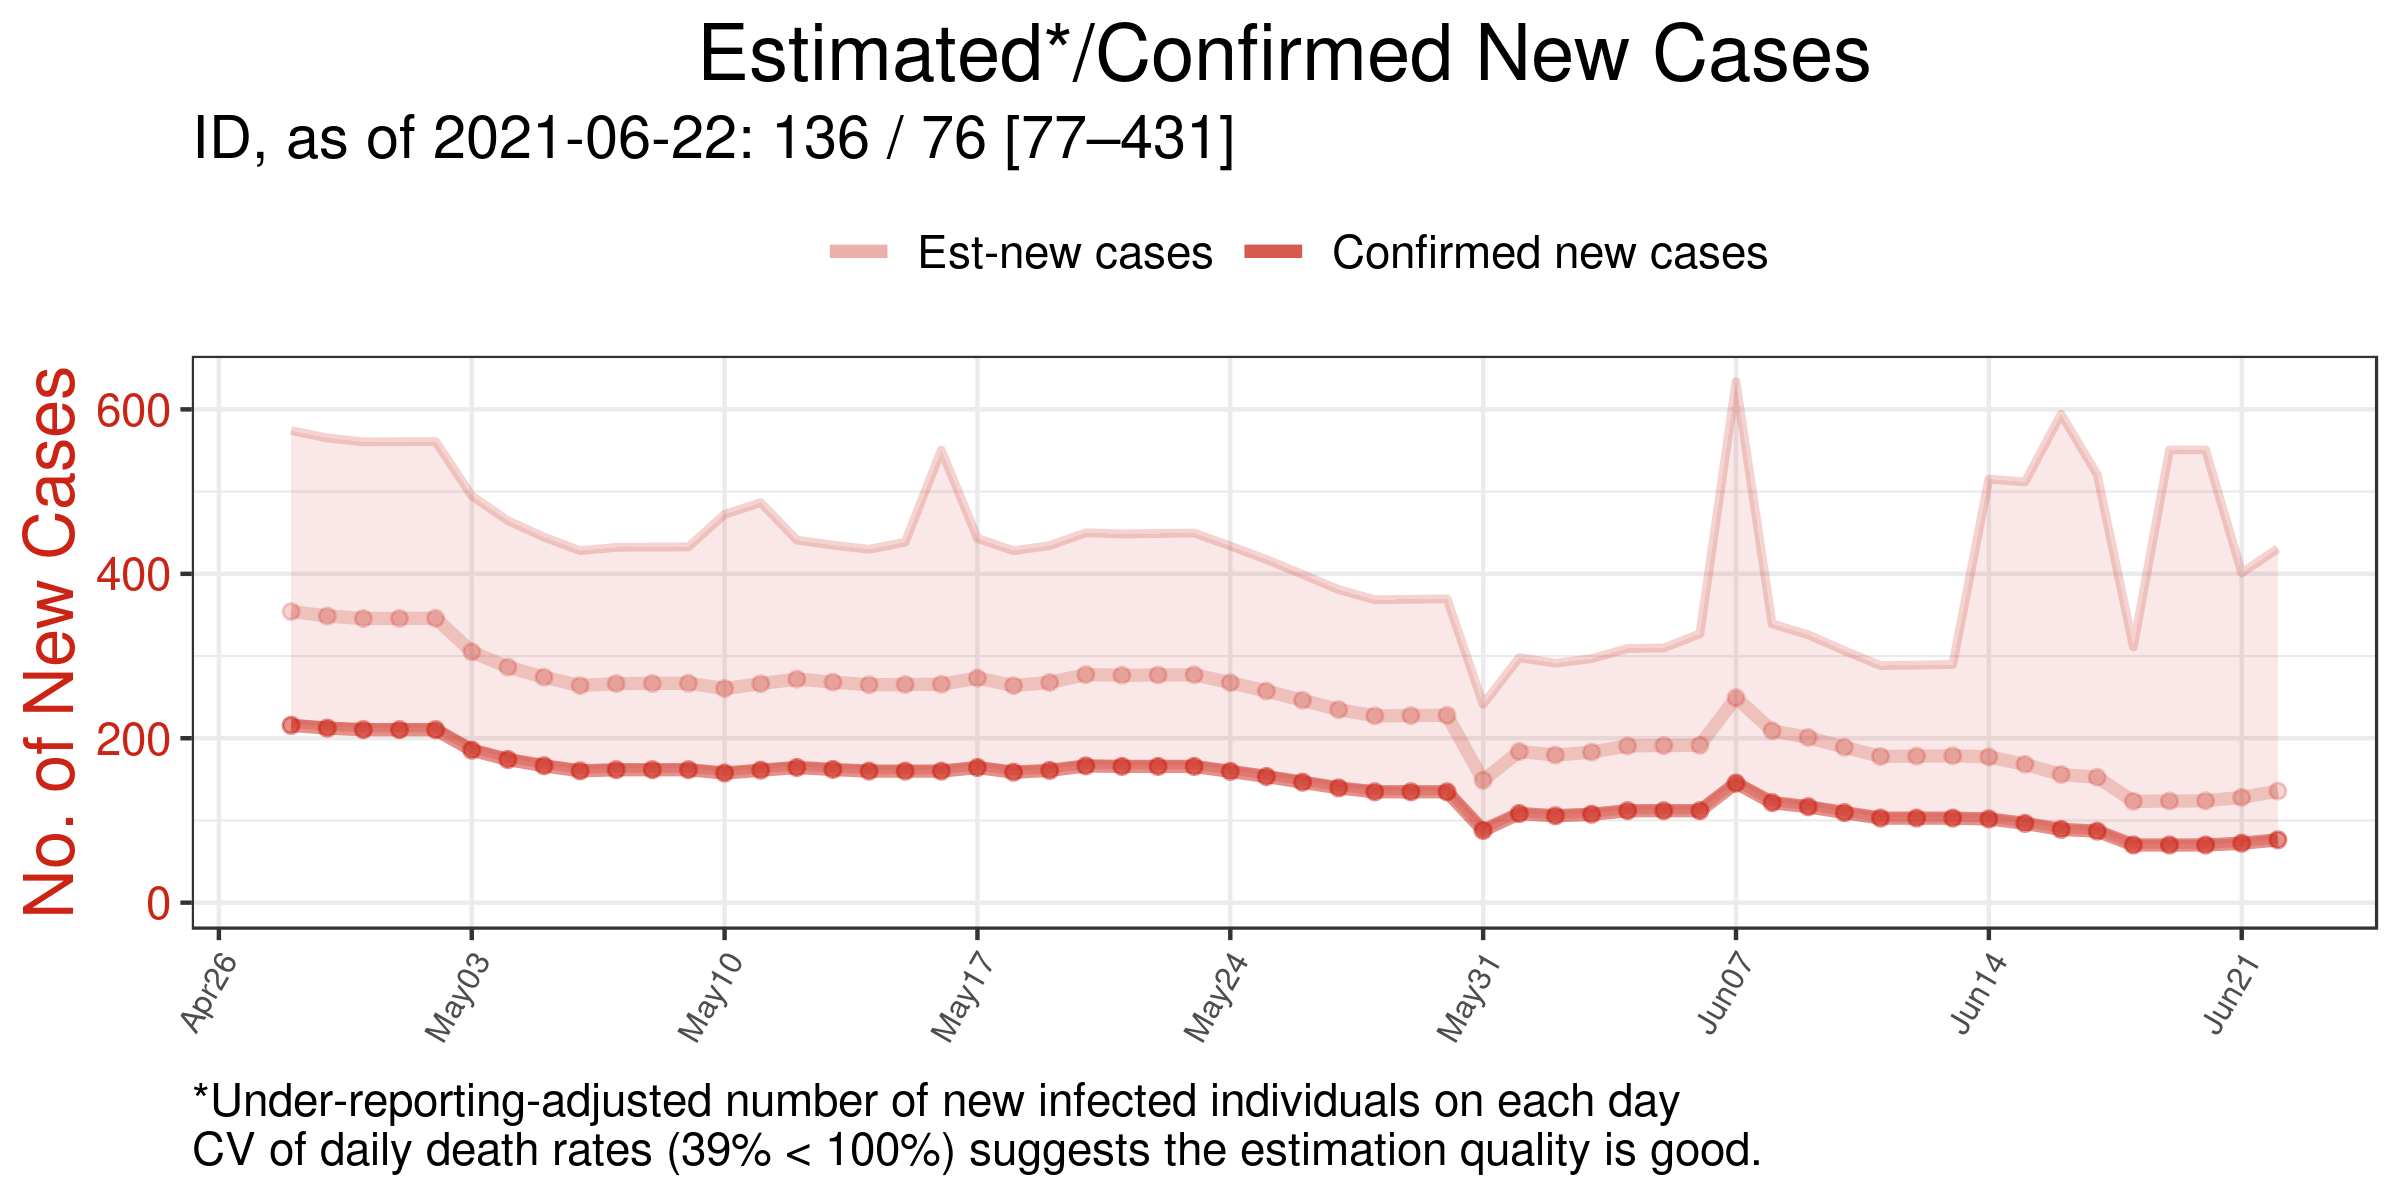 Estimated*/Confirmed New Cases
ID, as of 2021-06-22: 136 / 76 [77–431]
Est-new cases Confirmed new cases
No. of New Cases
600
400
200
0
Apr26 May03 May10 May17 May24 May31 Jun07 Jun14 Jun21
*Under-reporting-adjusted number of new infected individuals on each day
CV of daily death rates (39% < 100%) suggests the estimation quality is good.